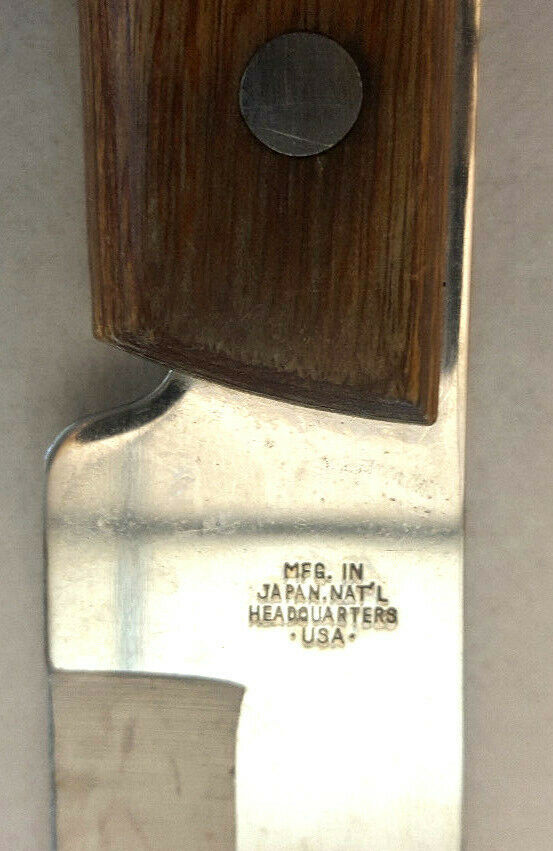 MFG. IN
JAPAN. NAT'L
HEADQUARTERS
· USA ·